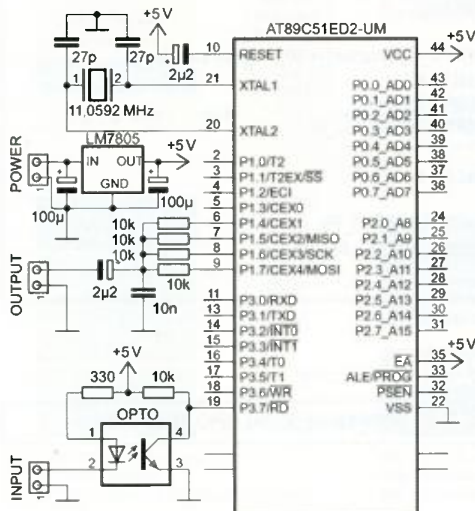 +5V
AT89C51ED2-UM
+5V
27p
27p
2µ2
10
RESET
VCC
44
1
2
11,0592 MHz
21
XTAL1
P0.0_AD0
43
P0.1_AD1
42
P0.2_AD2
41
20
XTAL2
P0.3_AD3
40
P0.4_AD4
39
POWER
LM7805
IN
OUT
GND
+5V
100µ
100µ
2
P1.0/T2
P0.5_AD5
38
3
P1.1/T2EX/SS
P0.6_AD6
37
4
P1.2/ECI
P0.7_AD7
36
5
P1.3/CEX0
10k
6
P1.4/CEX1
P2.0_A8
24
10k
7
P1.5/CEX2/MISO
P2.1_A9
25
10k
8
P1.6/CEX3/SCK
P2.2_A10
26
10k
9
P1.7/CEX4/MOSI
P2.3_A11
27
OUTPUT
1
2µ2
10n
P2.4_A12
28
11
P3.0/RXD
P2.5_A13
29
13
P3.1/TXD
P2.6_A14
30
14
P3.2/INT0
P2.7_A15
31
15
P3.3/INT1
+5V
16
P3.4/T0
EA
35
+5V
17
P3.5/T1
ALE/PROG
33
330
10k
18
P3.6/WR
PSEN
32
19
P3.7/RD
VSS
22
OPTO
1
4
2
3
INPUT
1